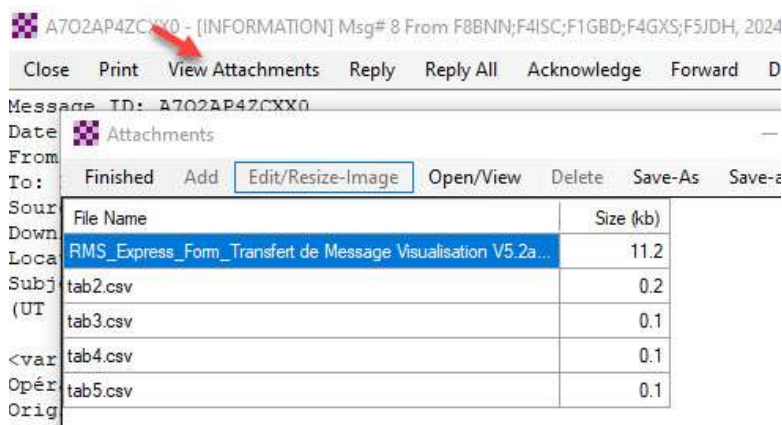 A7O2AP4ZCXX0 - [INFORMATION] Msg# 8 From F8BNN;F4ISC;F1GBD;F4GXS;F5JDH, 2024
Close Print View Attachments Reply Reply All Acknowledge Forward D
Message ID: A7O2AP4ZCXX0
Date
Attachments
From
To:
Finished Add Edit/Resize-Image Open/View Delete Save-As Save-a
Sour
File Name Size (kb)
Down
Loca
RMS_Express_Form_Transfert de Message Visualisation V5.2a... 11.2
Subj
tab2.csv 0.2
(UT
tab3.csv 0.1
<var
tab4.csv 0.1
Opér
tab5.csv 0.1
Orig